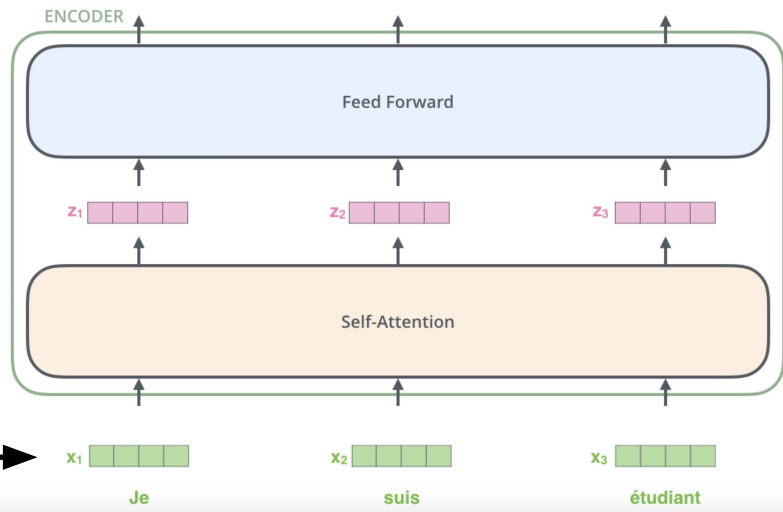 ENCODER
Feed Forward
z1 z2 z3
Self-Attention
x1 x2 x3
Je suis étudiant